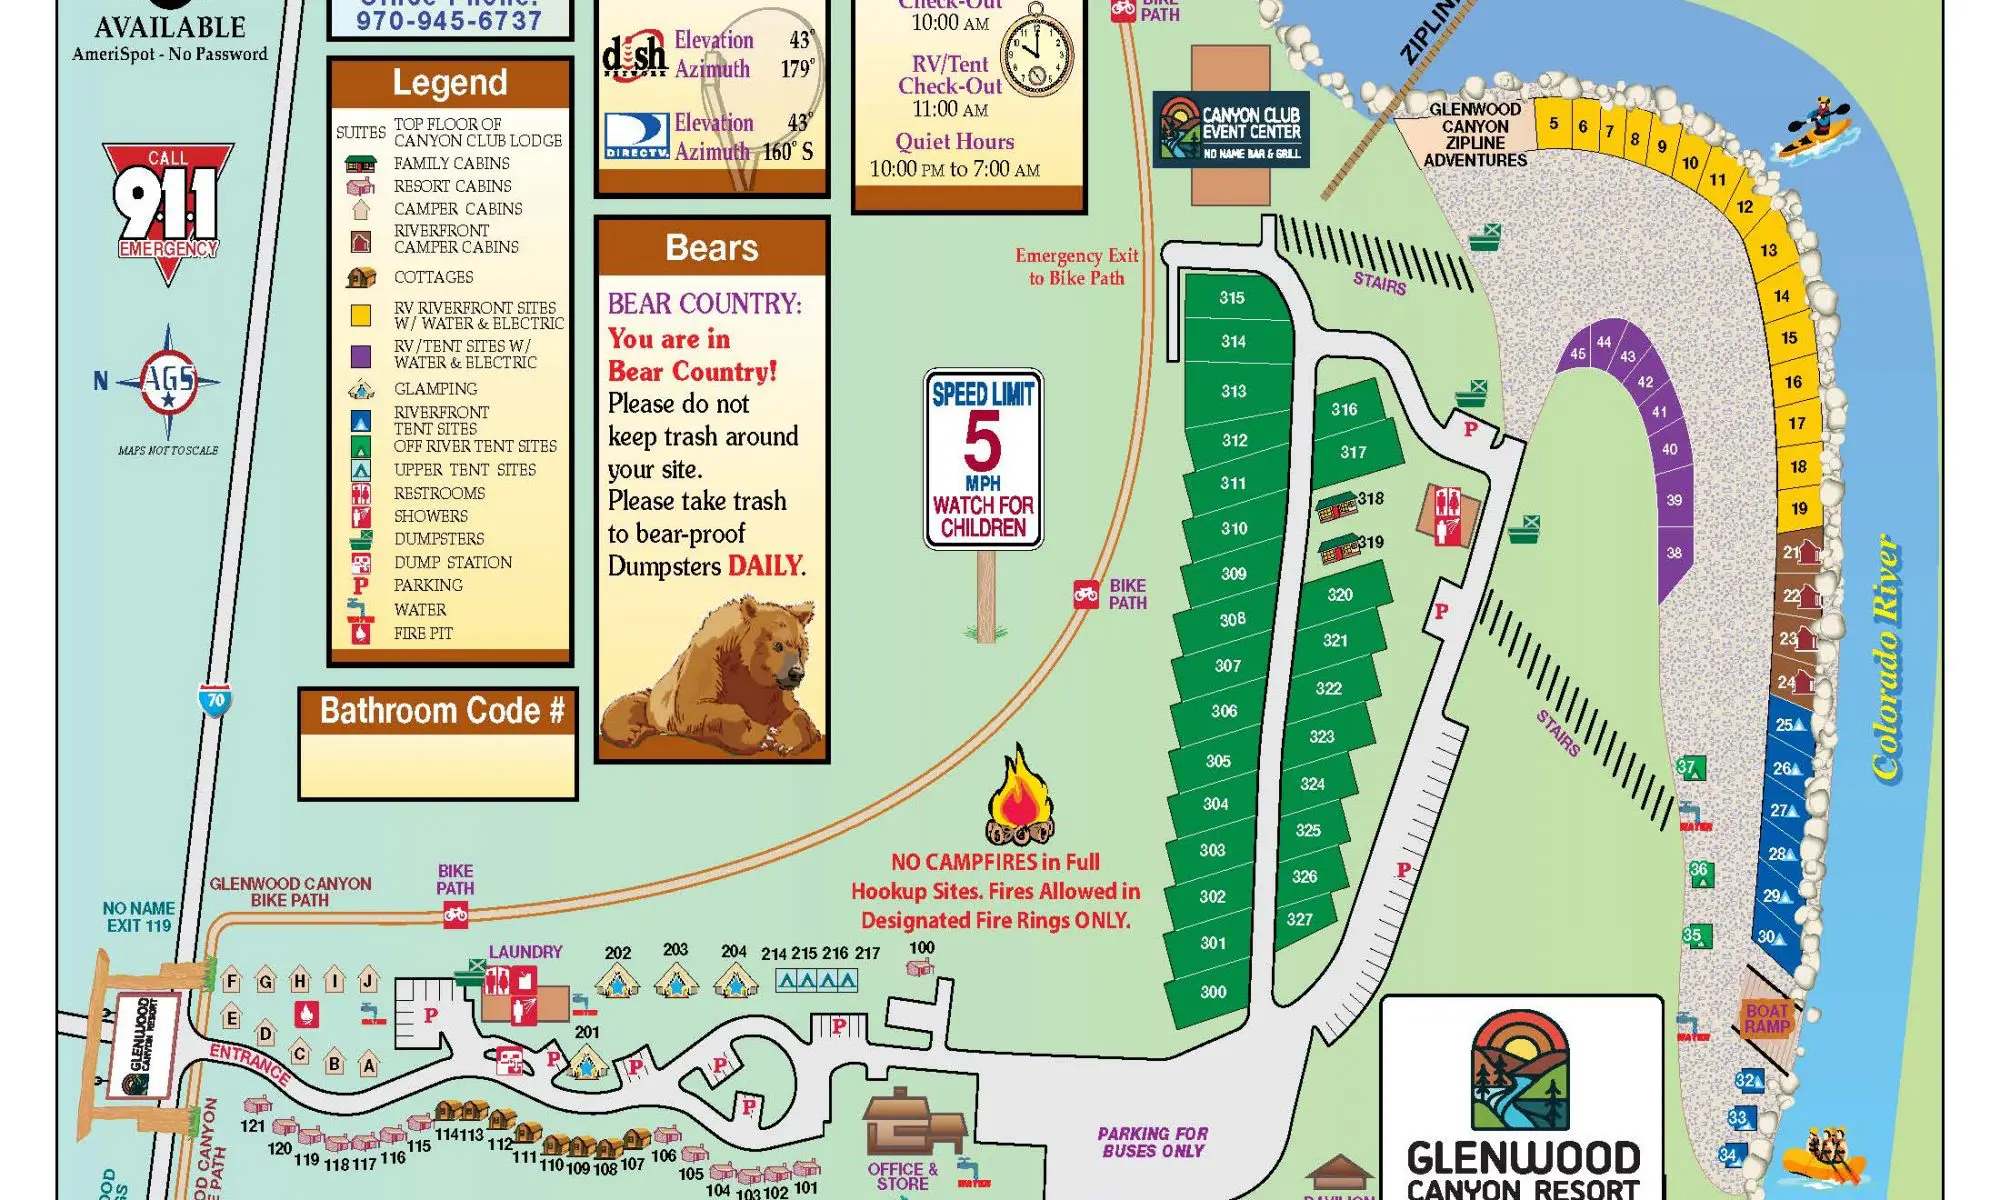 AVAILABLE
AmeriSpot - No Password
Office Phone:
970-945-6737
Legend
SUITES TOP FLOOR OF
CANYON CLUB LODGE
FAMILY CABINS
RESORT CABINS
CAMPER CABINS
RIVERFRONT
CAMPER CABINS
COTTAGES
RV RIVERFRONT SITES
W/ WATER & ELECTRIC
RV/TENT SITES W/
WATER & ELECTRIC
GLAMPING
RIVERFRONT
TENT SITES
OFF RIVER TENT SITES
UPPER TENT SITES
RESTROOMS
SHOWERS
DUMPSTERS
DUMP STATION
P PARKING
WATER
WATER
FIRE PIT
Bathroom Code #
CALL
911
EMERGENCY
N
AGS
MAPS NOT TO SCALE
70
dish
NETWORK
Elevation 43°
Azimuth 179°
DIRECTV.
Elevation 43°
Azimuth 160° S
Check-Out
10:00 AM
RV/Tent
Check-Out
11:00 AM
Quiet Hours
10:00 PM to 7:00 AM
Bears
BEAR COUNTRY:
You are in
Bear Country!
Please do not
keep trash around
your site.
Please take trash
to bear-proof
Dumpsters DAILY.
SPEED LIMIT
5
MPH
WATCH FOR
CHILDREN
BIKE
PATH
Emergency Exit
to Bike Path
BIKE
PATH
NO CAMPFIRES in Full
Hookup Sites. Fires Allowed in
Designated Fire Rings ONLY.
CANYON CLUB
EVENT CENTER
NO NAME BAR & GRILL
ZIPLINE
GLENWOOD
CANYON
ZIPLINE
ADVENTURES
STAIRS
5
6
7
8
9
10
11
12
13
14
15
16
17
18
19
21
22
23
24
25
26
27
28
29
30
BOAT
RAMP
32
33
34
45
44
43
42
41
40
39
38
37
WATER
36
35
WATER
Colorado River
STAIRS
315
314
313
312
311
310
309
308
307
306
305
304
303
302
301
300
316
317
318
319
320
321
322
323
324
325
326
327
P
P
P
GLENWOOD CANYON
BIKE PATH
BIKE
PATH
NO NAME
EXIT 119
GLENWOOD
CANYON RESORT
ENTRANCE
F G H I J
E
D
C
B
A
P
LAUNDRY
WATER
201
202
203
204
214 215 216 217
100
P
P
P
P
P
121
120
119
118
117
116
115
114
113
112
111
110
109
108
107
106
105
104
103
102
101
OFFICE &
STORE
WATER
PARKING FOR
BUSES ONLY
PAVILION
GLENWOOD
CANYON RESORT